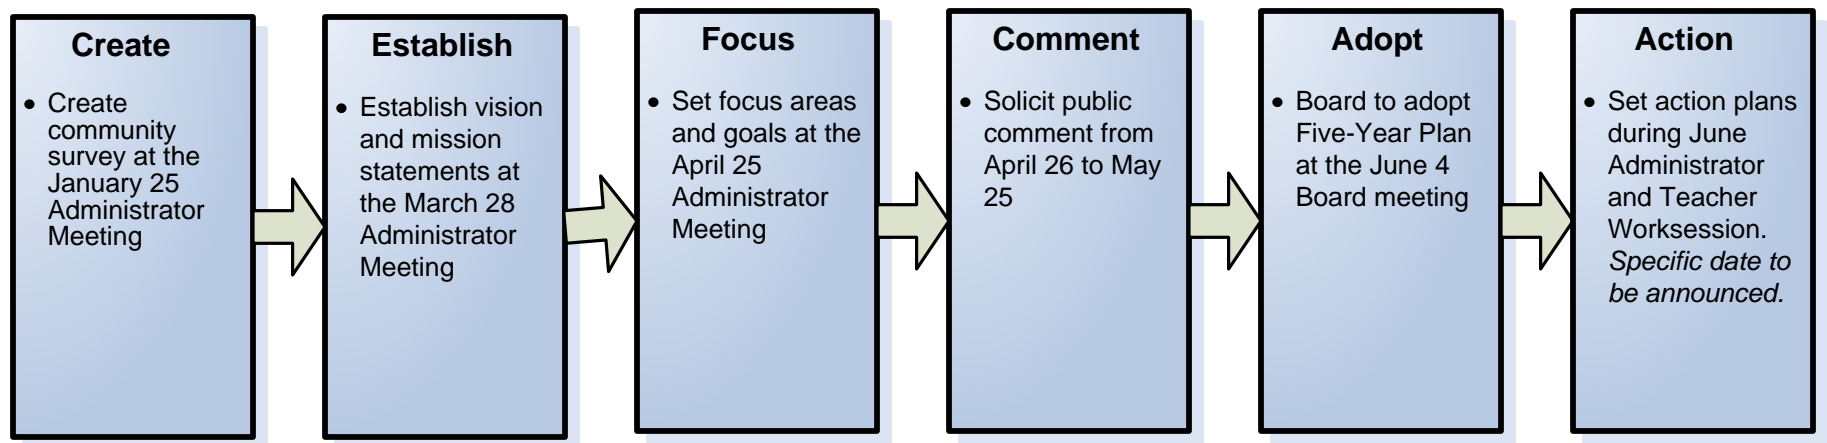 Create
• Create
community
survey at the
January 25
Administrator
Meeting
Establish
• Establish vision
and mission
statements at
the March 28
Administrator
Meeting
Focus
• Set focus areas
and goals at the
April 25
Administrator
Meeting
Comment
• Solicit public
comment from
April 26 to May
25
Adopt
• Board to adopt
Five-Year Plan
at the June 4
Board meeting
Action
• Set action plans
during June
Administrator
and Teacher
Worksession.
Specific date to
be announced.